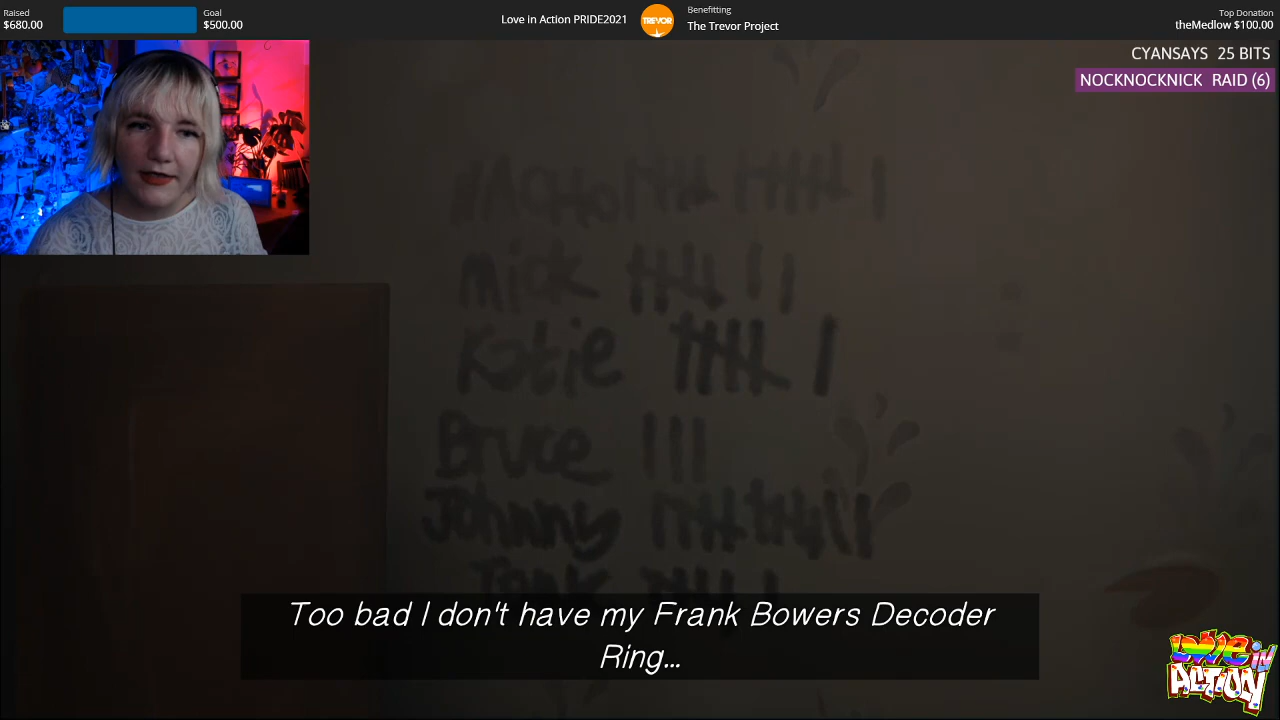 Raised
$680.00
Goal
$500.00
Love in Action PRIDE2021
TREVOR
Benefitting
The Trevor Project
Top Donation
theMedlow $100.00
CYANSAYS 25 BITS
NOCKNOCKNICK RAID (6)
Mick
Katie
Bruce
Johnny
Too bad I don't have my Frank Bowers Decoder
Ring...
LOVE in
ACTION